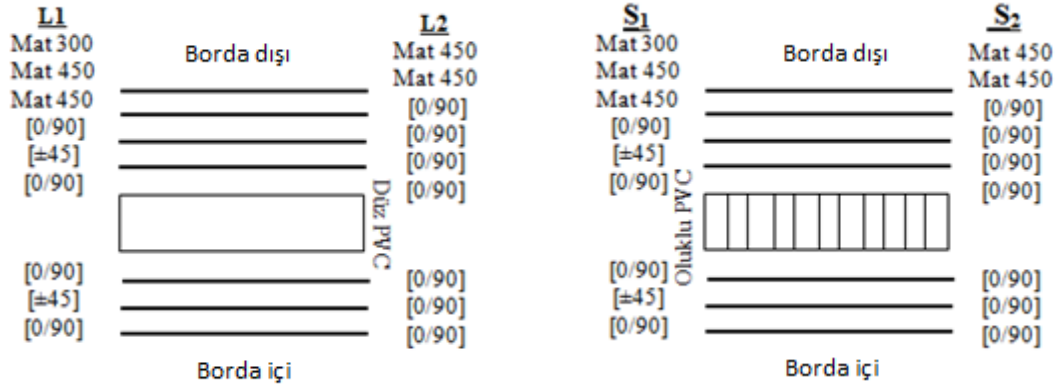 L1
Mat 300
Mat 450
Mat 450
[0/90]
[±45]
[0/90]
[0/90]
[±45]
[0/90]
Borda dışı
Borda içi
L2
Mat 450
Mat 450
[0/90]
[0/90]
[0/90]
[0/90]
Düz PVC
[0/90]
[0/90]
[0/90]
S1
Mat 300
Mat 450
Mat 450
[0/90]
[±45]
[0/90]
Oluklu PVC
[0/90]
[±45]
[0/90]
Borda dışı
Borda içi
S2
Mat 450
Mat 450
[0/90]
[0/90]
[0/90]
[0/90]
[0/90]
[0/90]
[0/90]